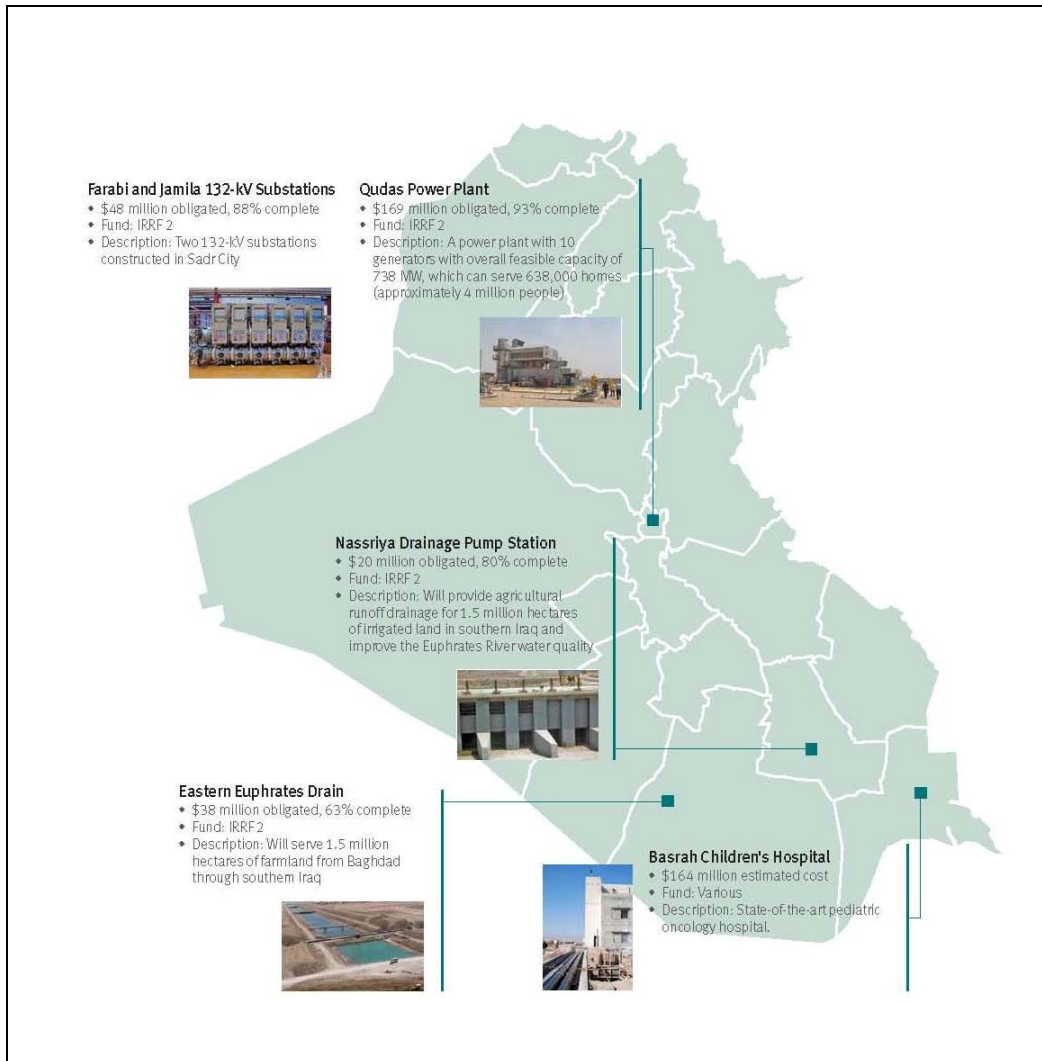 Farabi and Jamila 132-kV Substations
◆ $48 million obligated, 88% complete
◆ Fund: IRRF 2
◆ Description: Two 132-kV substations
constructed in Sadr City
Qudas Power Plant
◆ $169 million obligated, 93% complete
◆ Fund: IRRF 2
◆ Description: A power plant with 10
generators with overall feasible capacity of
738 MW, which can serve 638,000 homes
(approximately 4 million people)
Nassriya Drainage Pump Station
◆ $20 million obligated, 80% complete
◆ Fund: IRRF 2
◆ Description: Will provide agricultural
runoff drainage for 1.5 million hectares
of irrigated land in southern Iraq and
improve the Euphrates River water quality
Eastern Euphrates Drain
◆ $38 million obligated, 63% complete
◆ Fund: IRRF 2
◆ Description: Will serve 1.5 million
hectares of farmland from Baghdad
through southern Iraq
Basrah Children's Hospital
◆ $164 million estimated cost
◆ Fund: Various
◆ Description: State-of-the-art pediatric
oncology hospital.